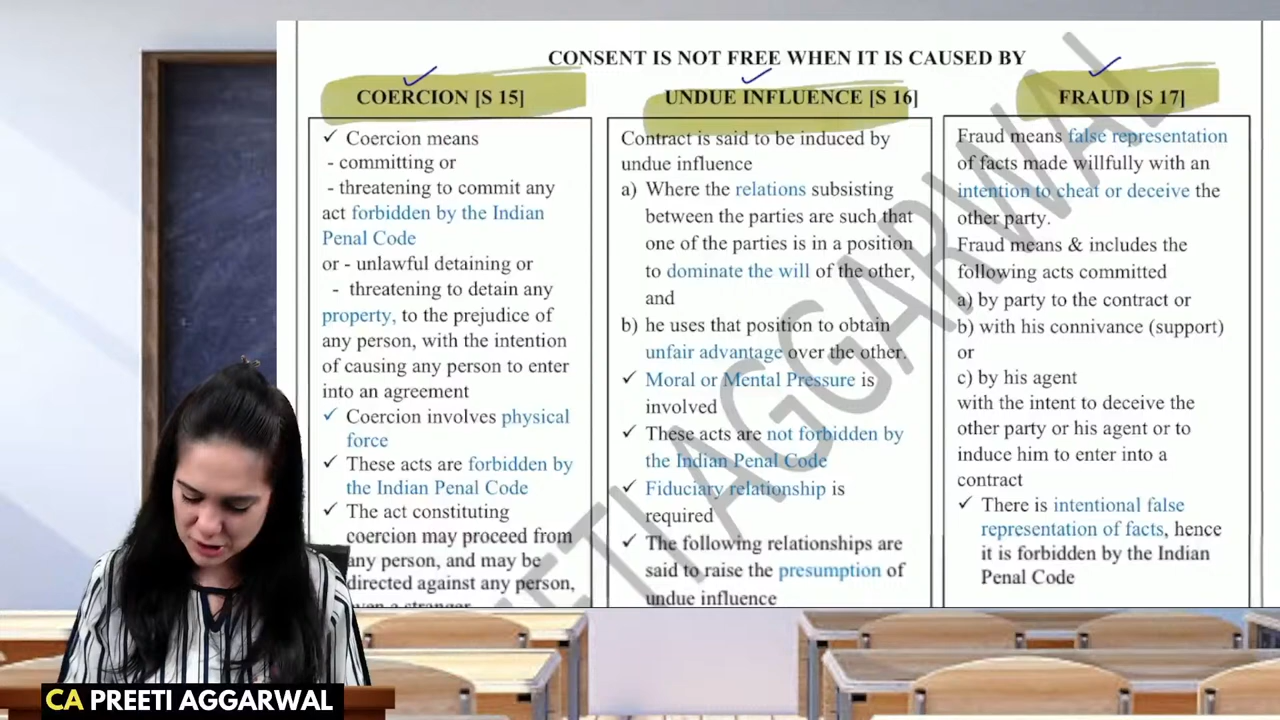 CONSENT IS NOT FREE WHEN IT IS CAUSED BY
COERCION [S 15]
✓ Coercion means
- committing or
- threatening to commit any
act forbidden by the Indian
Penal Code
or - unlawful detaining or
- threatening to detain any
property, to the prejudice of
any person, with the intention
of causing any person to enter
into an agreement
✓ Coercion involves physical
force
✓ These acts are forbidden by
the Indian Penal Code
✓ The act constituting
coercion may proceed from
any person, and may be
directed against any person,
even a stranger
UNDUE INFLUENCE [S 16]
Contract is said to be induced by
undue influence
a) Where the relations subsisting
between the parties are such that
one of the parties is in a position
to dominate the will of the other,
and
b) he uses that position to obtain
unfair advantage over the other.
✓ Moral or Mental Pressure is
involved
✓ These acts are not forbidden by
the Indian Penal Code
✓ Fiduciary relationship is
required
✓ The following relationships are
said to raise the presumption of
undue influence
FRAUD [S 17]
Fraud means false representation
of facts made willfully with an
intention to cheat or deceive the
other party.
Fraud means & includes the
following acts committed
a) by party to the contract or
b) with his connivance (support)
or
c) by his agent
with the intent to deceive the
other party or his agent or to
induce him to enter into a
contract
✓ There is intentional false
representation of facts, hence
it is forbidden by the Indian
Penal Code
ETI AGGARWAL
CA PREETI AGGARWAL